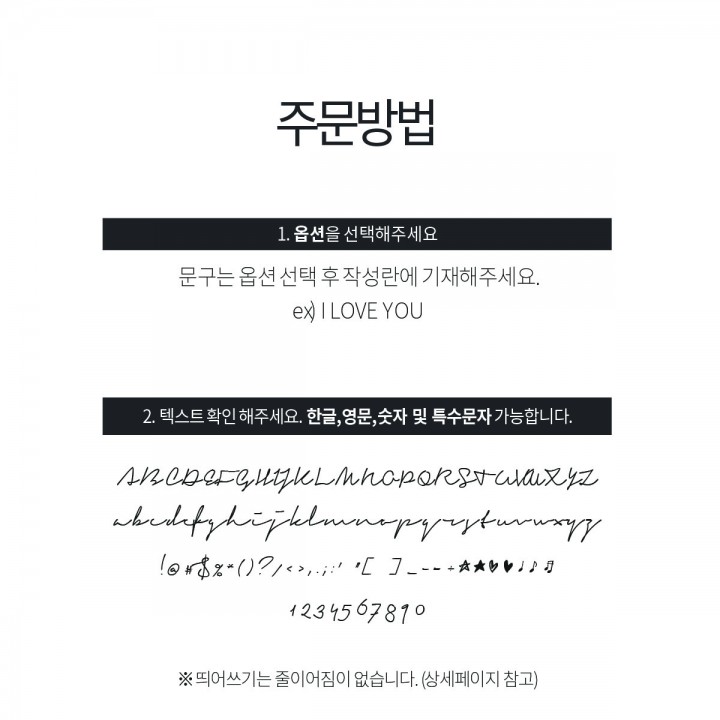 주문방법
1. 옵션을 선택해주세요
문구는 옵션 선택 후 작성란에 기재해주세요.
ex) I LOVE YOU
2. 텍스트 확인 해주세요. 한글,영문,숫자 및 특수문자 가능합니다.
ABCDEFGHIJKLMNOPQRSTUVWXYZ
abcdefghijklmnopqrstuvwxyz
!@#$%*()?/<>,.;:' "[ ]_--÷☆★♥♥♩♪♬
1234567890
※ 띄어쓰기는 줄이어짐이 없습니다. (상세페이지 참고)